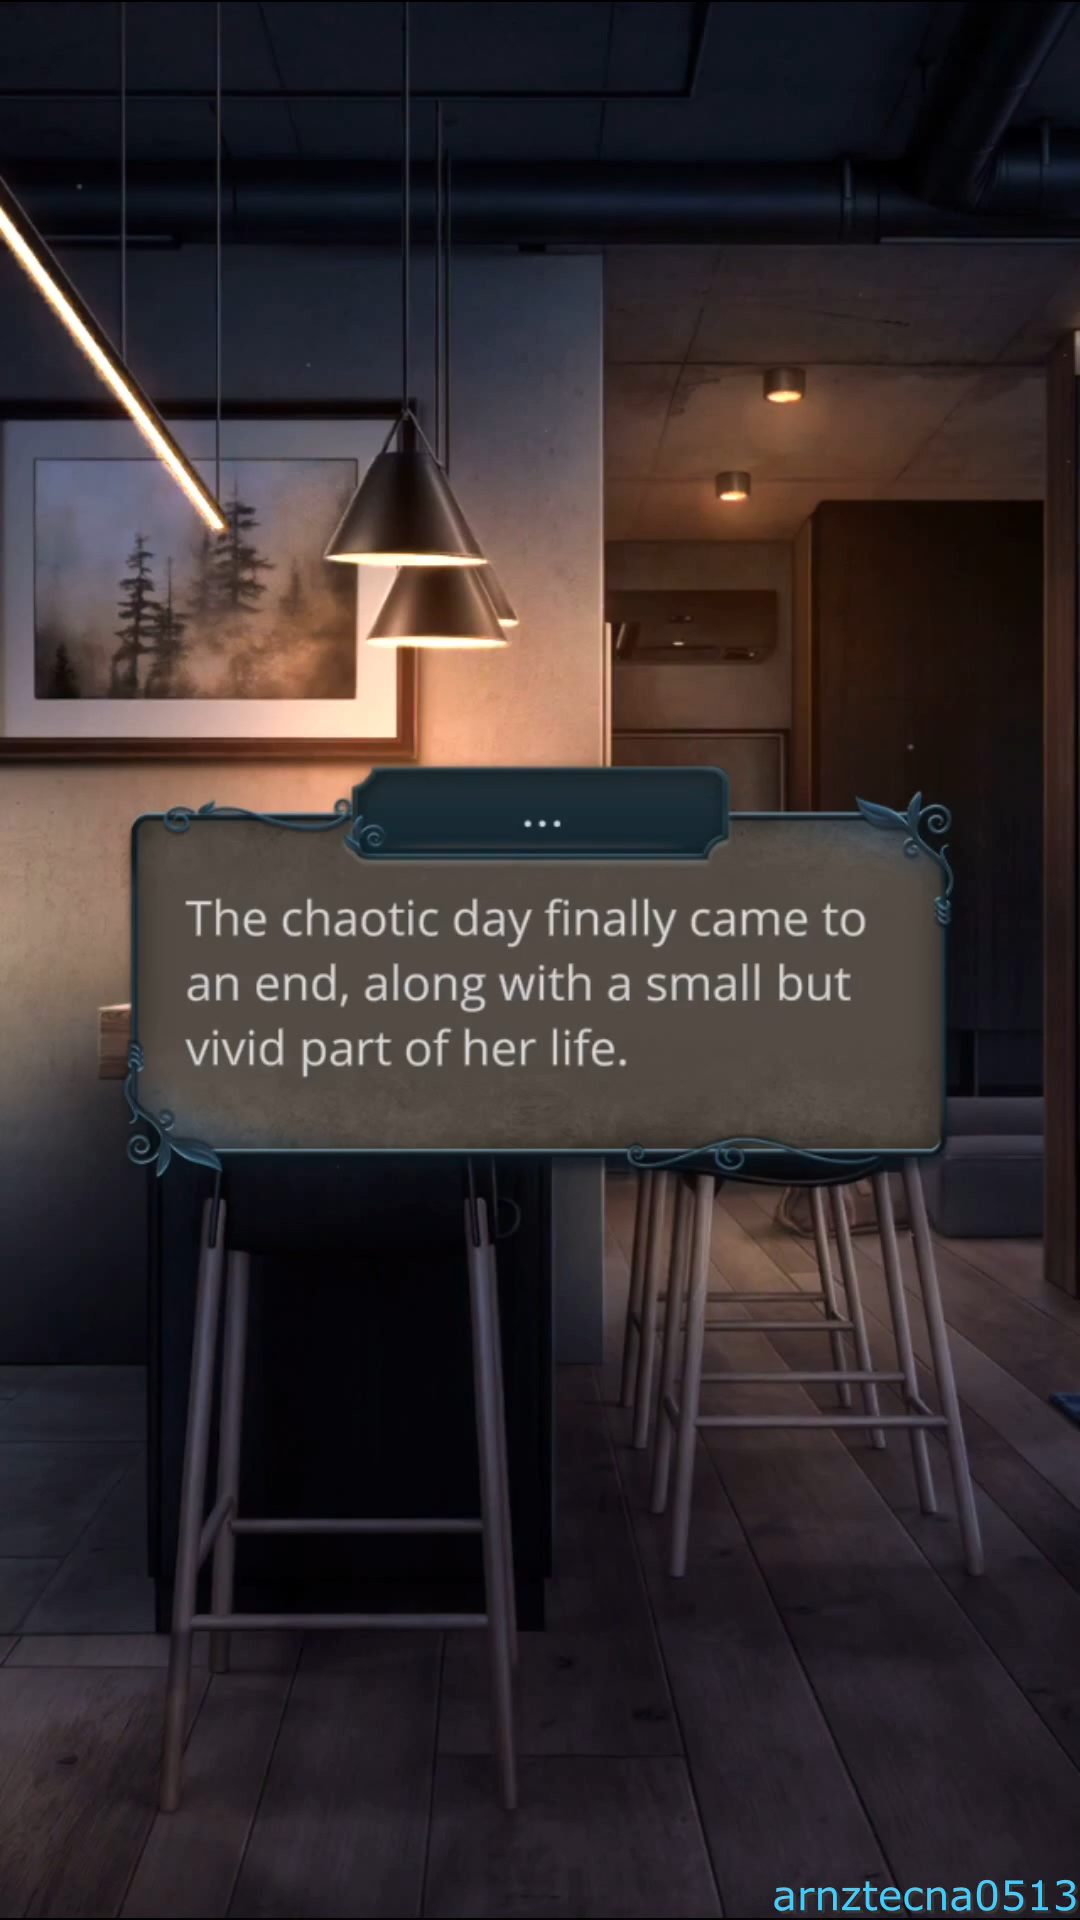 ...
The chaotic day finally came to
an end, along with a small but
vivid part of her life.
arnztecna0513